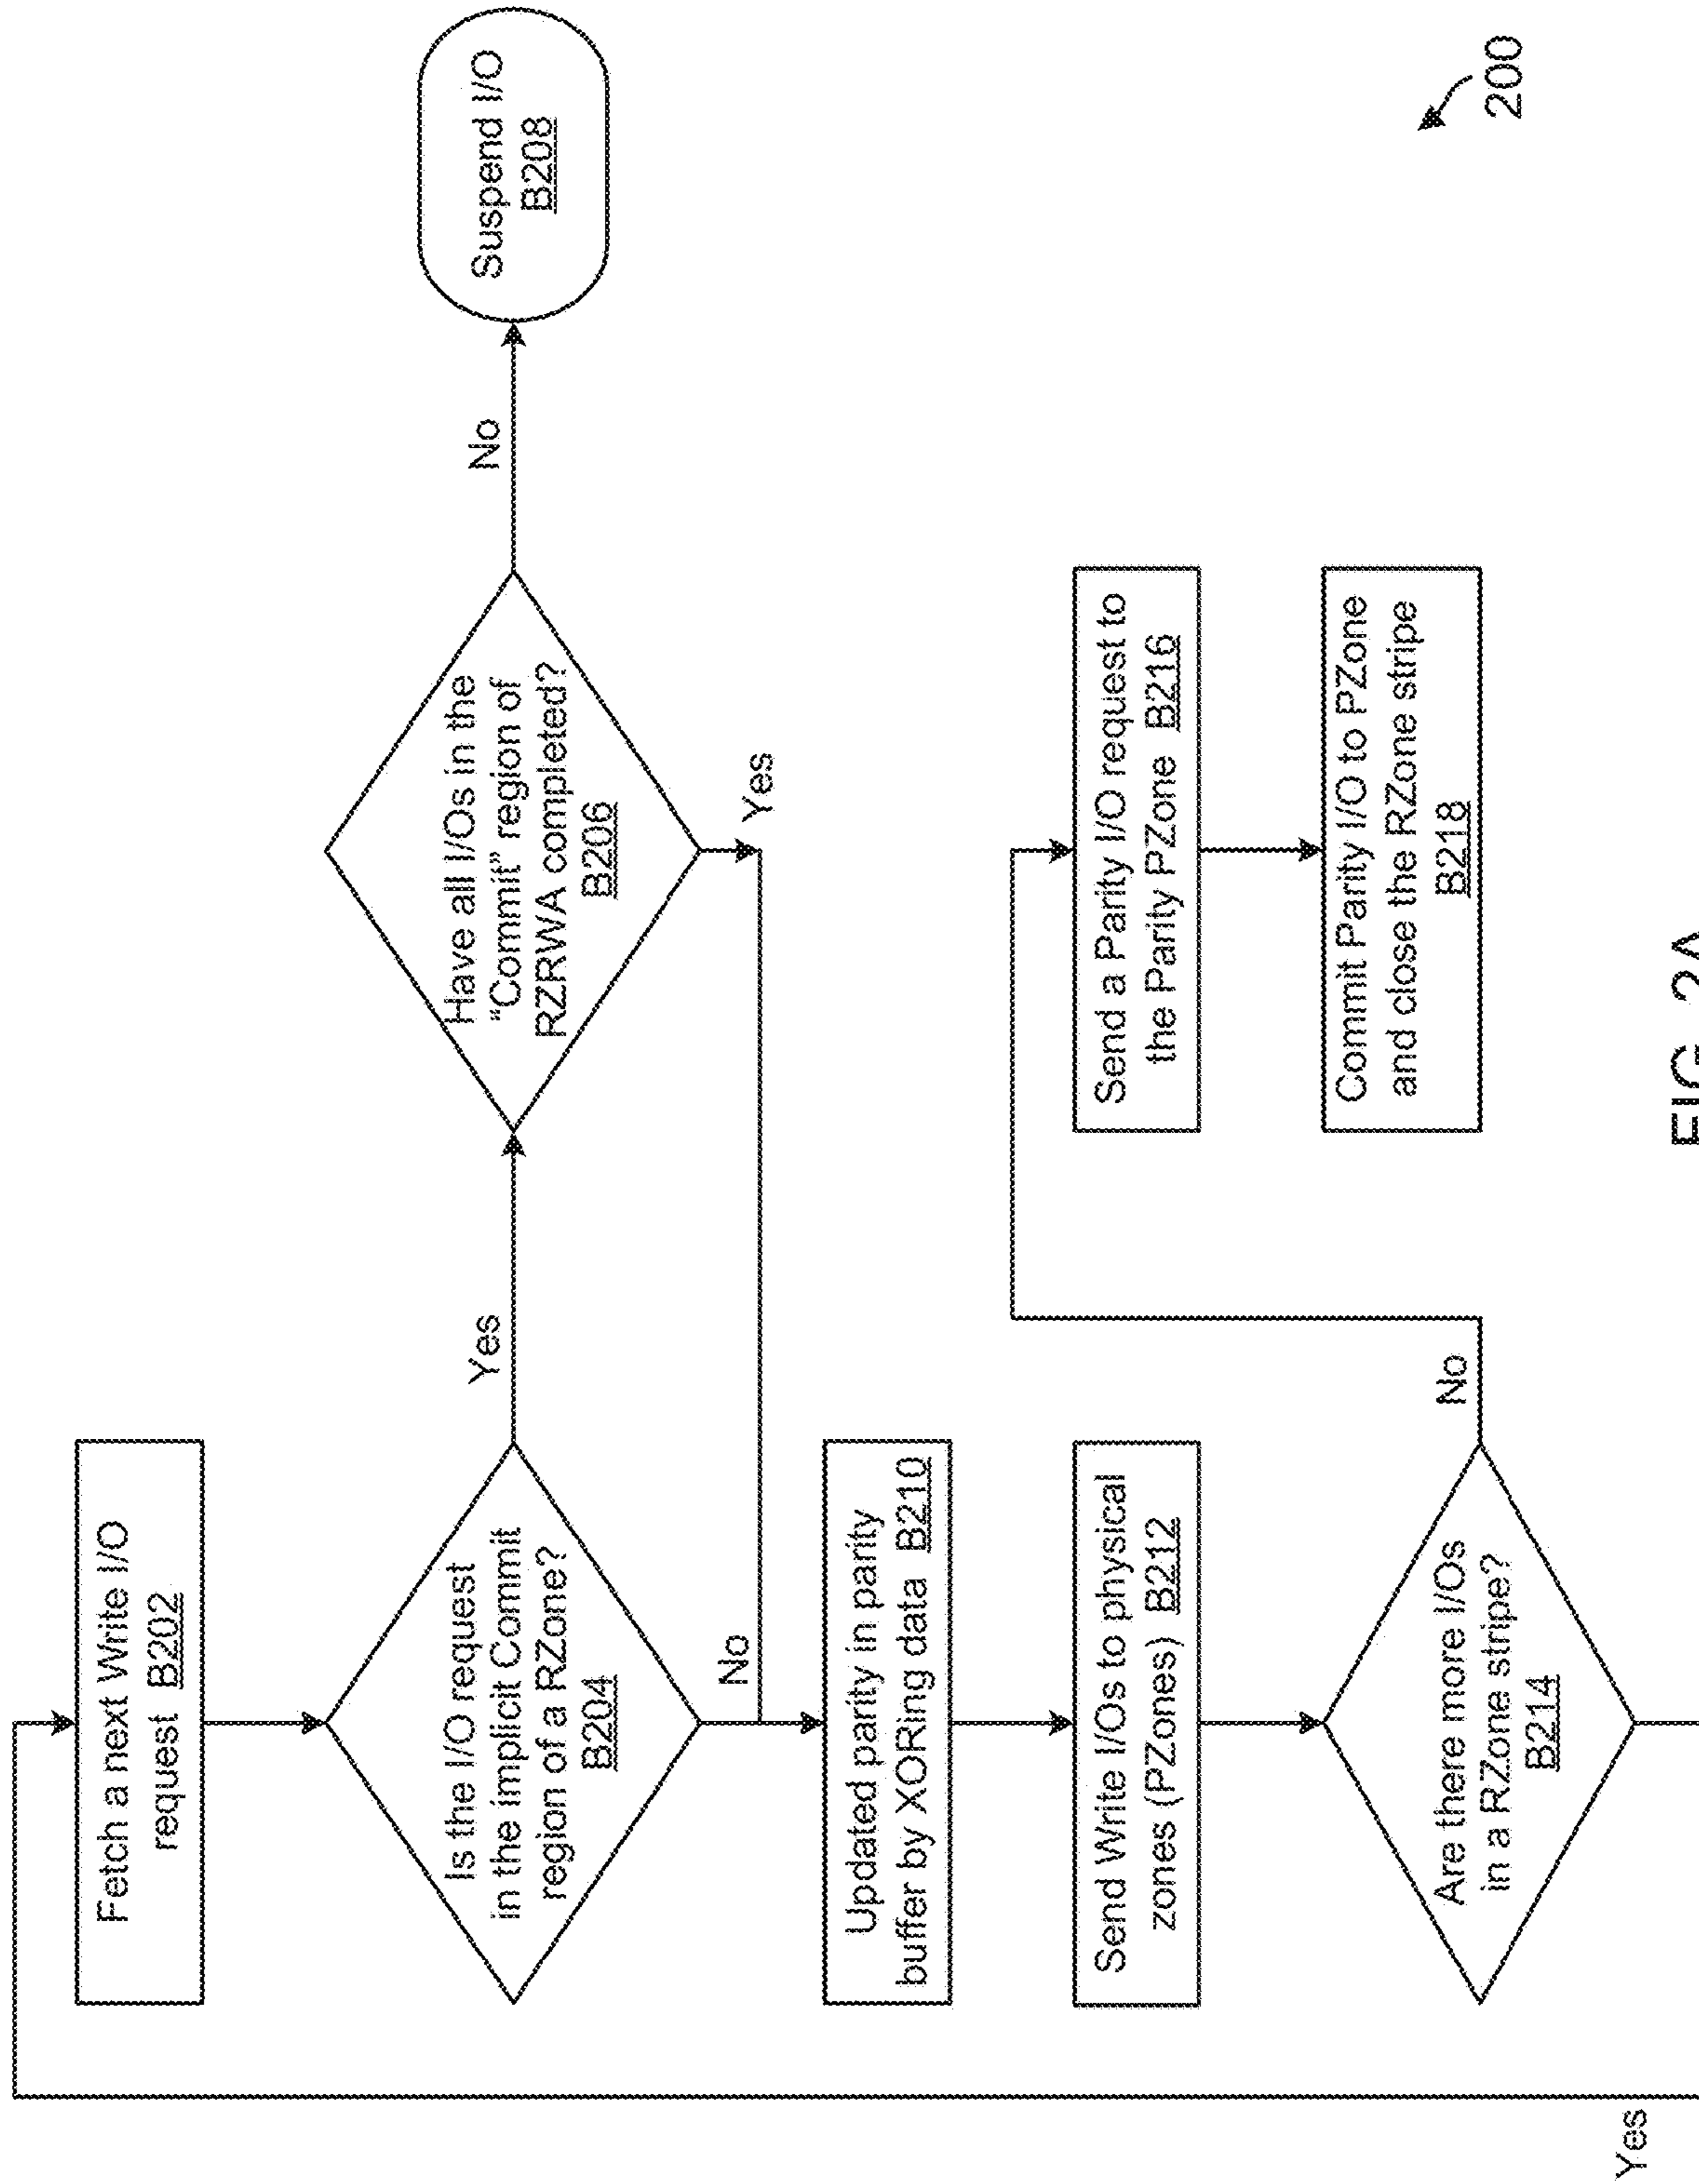 Fetch a next Write I/O
request B202
Is the I/O request
in the implicit Commit
region of a RZone?
B204
Yes
Have all I/Os in the
"Commit" region of
RZRWA completed?
B206
No
Suspend I/O
B208
Yes
No
Updated parity in parity
buffer by XORing data B210
Send Write I/Os to physical
zones (PZones) B212
Are there more I/Os
in a RZone stripe?
B214
No
Yes
Send a Parity I/O request to
the Parity PZone B216
Commit Parity I/O to PZone
and close the RZone stripe
B218
200
FIG. 2A